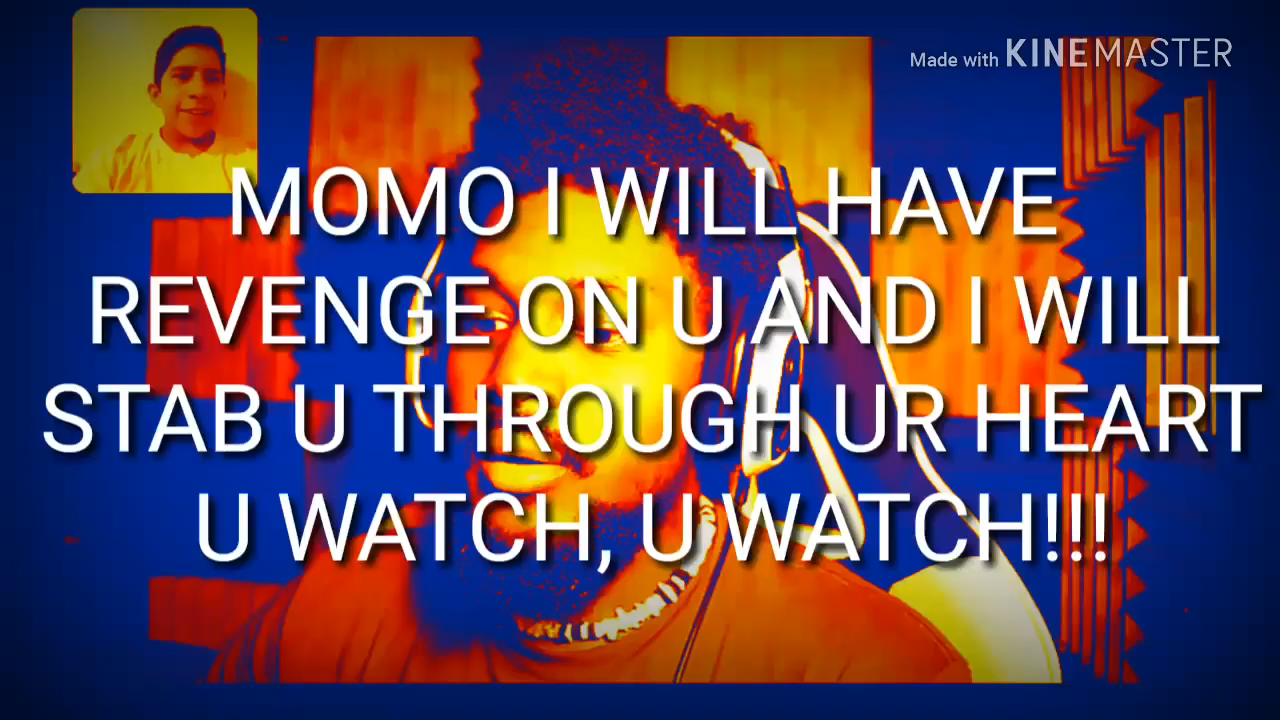 Made with KINEMASTER
MOMO I WILL HAVE
REVENGE ON U AND I WILL
STAB U THROUGH UR HEART
U WATCH, U WATCH!!!